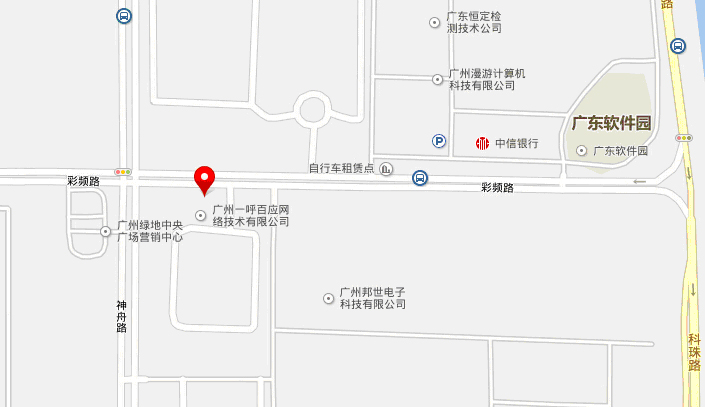 路
广东恒定检
测技术公司
广州漫游计算机
科技有限公司
广东软件园
P
中信银行
广东软件园
自行车租赁点
彩频路
彩频路
广州一呼百应网
络技术有限公司
广州绿地中央
广场营销中心
广州邦世电子
科技有限公司
神舟路
科珠路